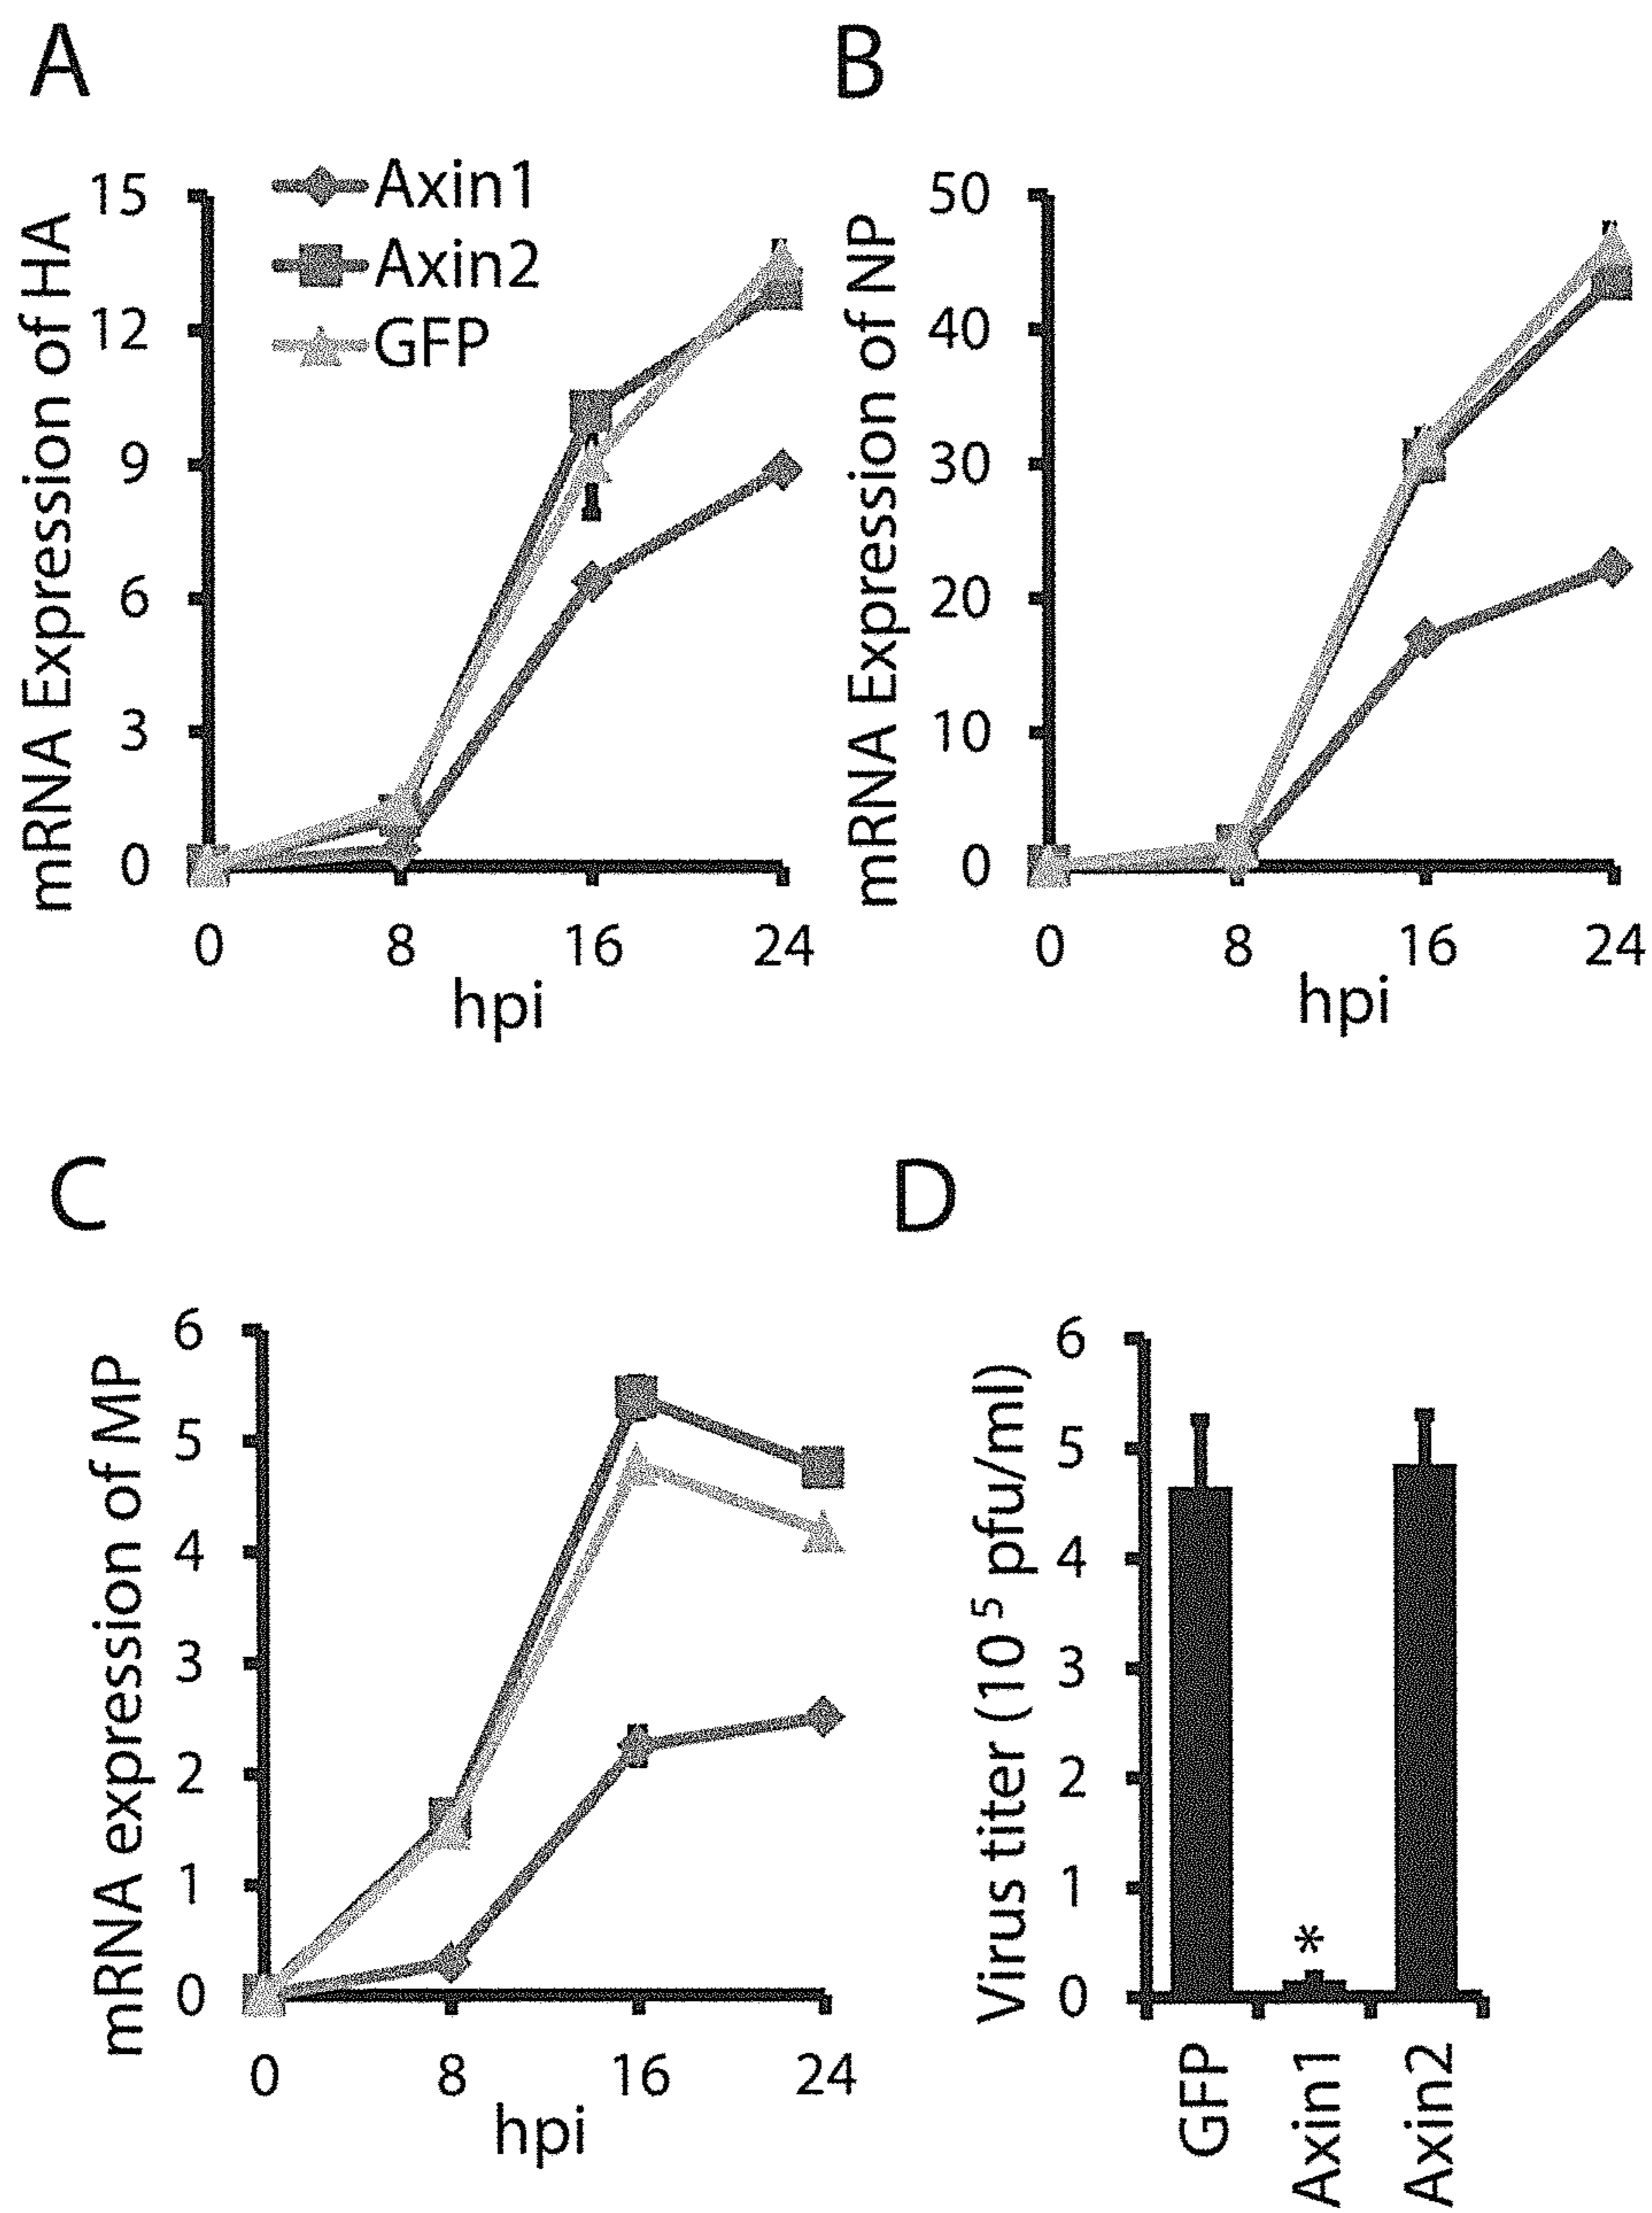 A
B
mRNA Expression of HA
15
12
9
6
3
0
Axin1
Axin2
GFP
0 8 16 24
hpi
mRNA Expression of NP
50
40
30
20
10
0
0 8 16 24
hpi
C
D
mRNA expression of MP
6
5
4
3
2
1
0
0 8 16 24
hpi
Virus titer (10 5 pfu/ml)
6
5
4
3
2
1
0
*
GFP
Axin1
Axin2